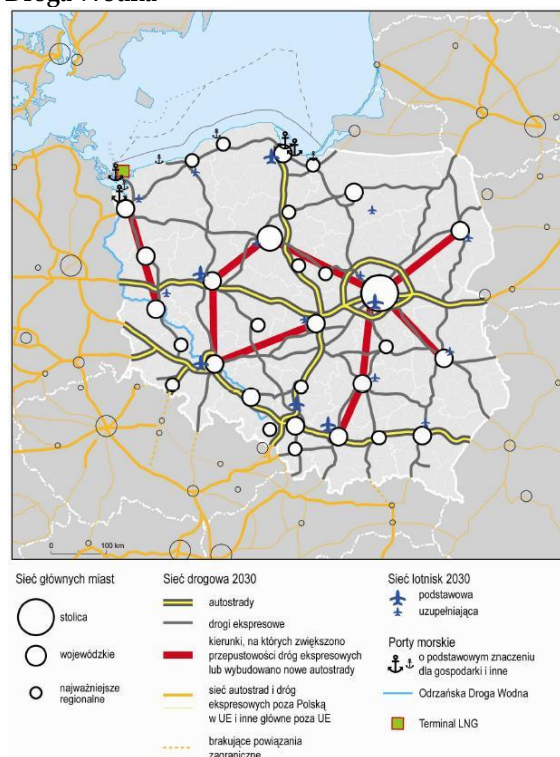 Droga Wodna
0 100 km
Sieć głównych miast
stolica
wojewódzkie
najważniejsze
regionalne
Sieć drogowa 2030
autostrady
drogi ekspresowe
kierunki, na których zwiększono
przepustowości dróg ekspresowych
lub wybudowano nowe autostrady
sieć autostrad i dróg
ekspresowych poza Polską
w UE i inne główne poza UE
brakujące powiązania
zagraniczne
Sieć lotnisk 2030
podstawowa
uzupełniająca
Porty morskie
o podstawowym znaczeniu
dla gospodarki i inne
Odrzańska Droga Wodna
Terminal LNG